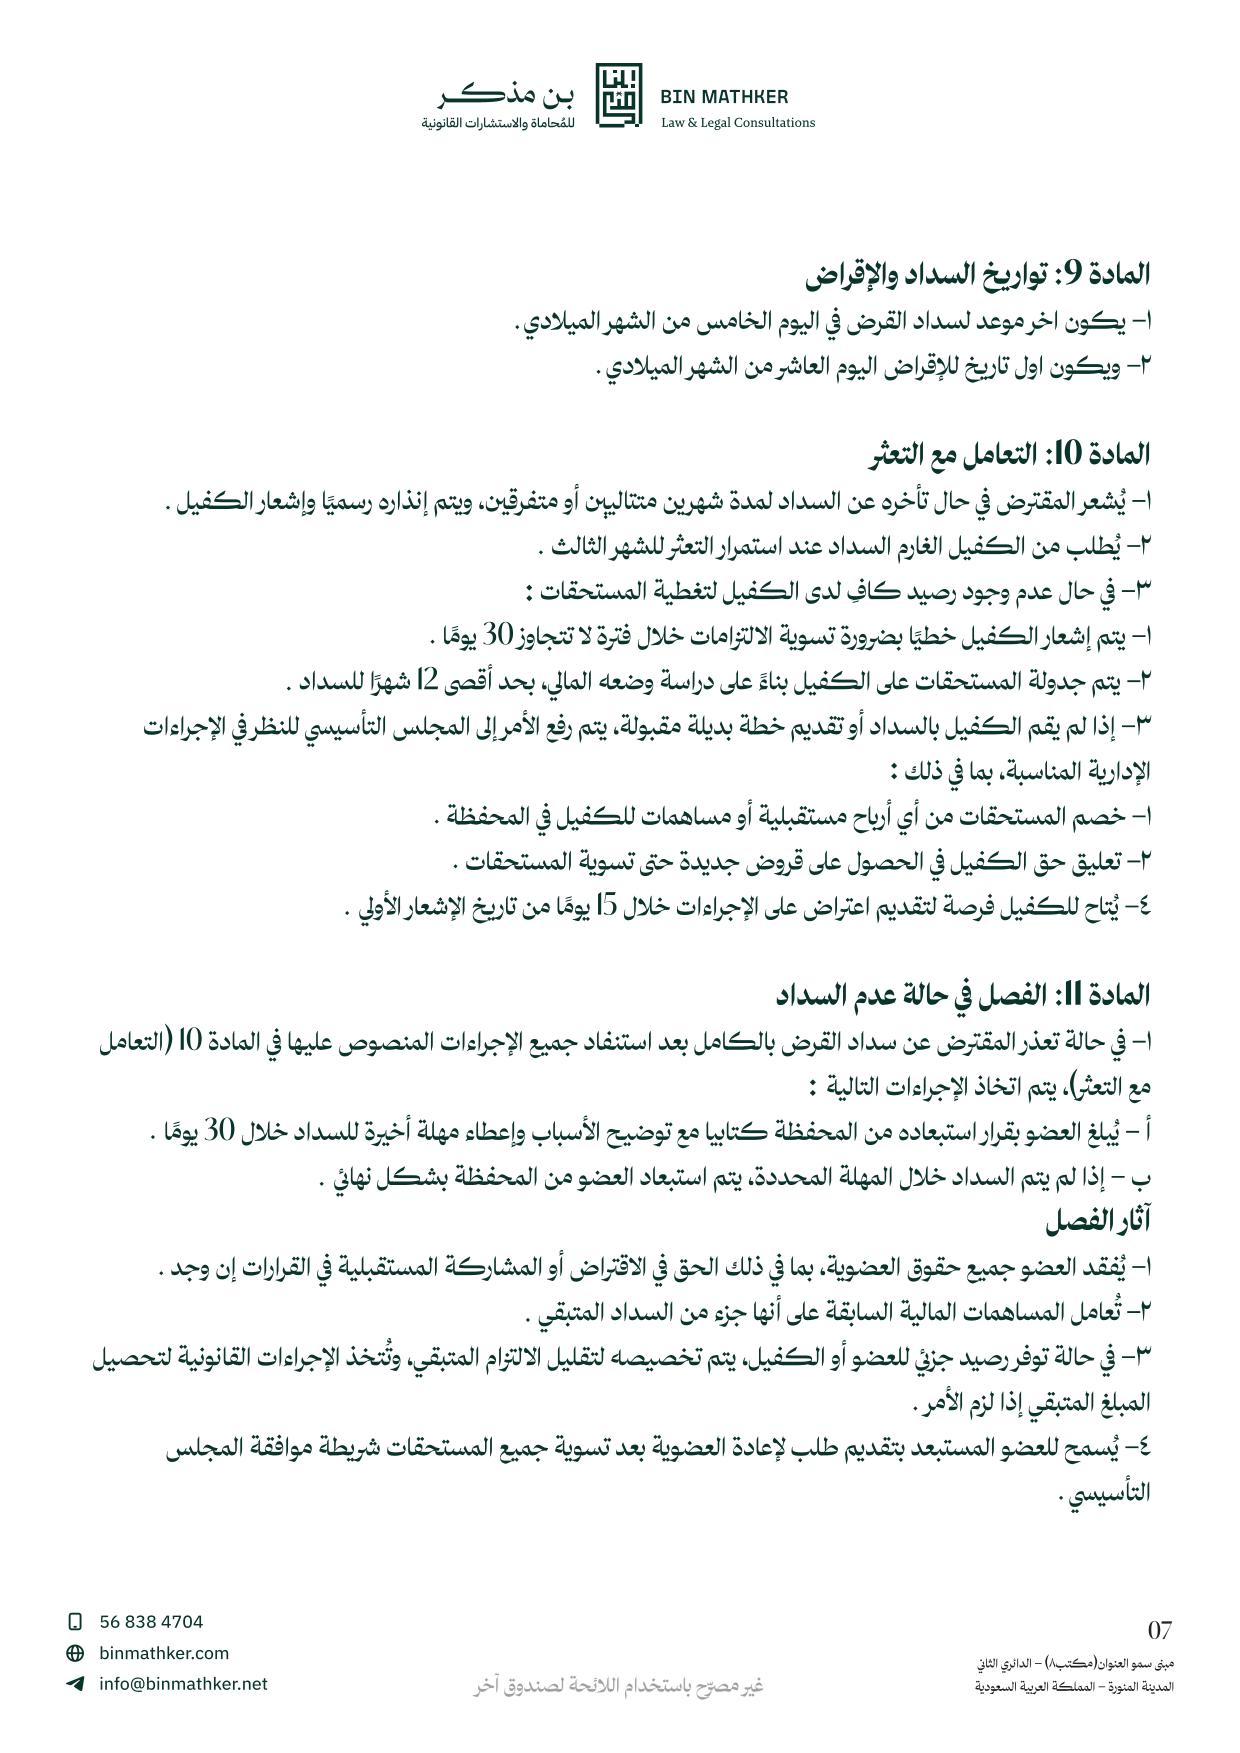 بن مذكر
للمُحاماة والاستشارات القانونية
BIN MATHKER
Law & Legal Consultations
المادة 9: تواريخ السداد والإقراض
١– يكون اخر موعد لسداد القرض في اليوم الخامس من الشهر الميلادي .
٢– ويكون اول تاريخ للإقراض اليوم العاشر من الشهر الميلادي .
المادة 10: التعامل مع التعثر
١– يُشعر المقترض في حال تأخره عن السداد لمدة شهرين متتاليين أو متفرقين، ويتم إنذاره رسميًا وإشعار الكفيل .
٢– يُطلب من الكفيل الغارم السداد عند استمرار التعثر للشهر الثالث .
٣– في حال عدم وجود رصيد كافٍ لدى الكفيل لتغطية المستحقات :
١– يتم إشعار الكفيل خطيًا بضرورة تسوية الالتزامات خلال فترة لا تتجاوز 30 يومًا .
٢– يتم جدولة المستحقات على الكفيل بناءً على دراسة وضعه المالي، بحد أقصى 12 شهرًا للسداد .
٣– إذا لم يقم الكفيل بالسداد أو تقديم خطة بديلة مقبولة، يتم رفع الأمر إلى المجلس التأسيسي للنظر في الإجراءات
الإدارية المناسبة، بما في ذلك :
١– خصم المستحقات من أي أرباح مستقبلية أو مساهمات للكفيل في المحفظة .
٢– تعليق حق الكفيل في الحصول على قروض جديدة حتى تسوية المستحقات .
٤– يُتاح للكفيل فرصة لتقديم اعتراض على الإجراءات خلال 15 يومًا من تاريخ الإشعار الأولي .
المادة 11: الفصل في حالة عدم السداد
١– في حالة تعذر المقترض عن سداد القرض بالكامل بعد استنفاد جميع الإجراءات المنصوص عليها في المادة 10 (التعامل
مع التعثر)، يتم اتخاذ الإجراءات التالية :
أ – يُبلغ العضو بقرار استبعاده من المحفظة كتابيا مع توضيح الأسباب وإعطاء مهلة أخيرة للسداد خلال 30 يومًا .
ب – إذا لم يتم السداد خلال المهلة المحددة، يتم استبعاد العضو من المحفظة بشكل نهائي .
آثار الفصل
١– يُفقد العضو جميع حقوق العضوية، بما في ذلك الحق في الاقتراض أو المشاركة المستقبلية في القرارات إن وجد .
٢– تُعامل المساهمات المالية السابقة على أنها جزء من السداد المتبقي .
٣– في حالة توفر رصيد جزئي للعضو أو الكفيل، يتم تخصيصه لتقليل الالتزام المتبقي، وتُتخذ الإجراءات القانونية لتحصيل
المبلغ المتبقي إذا لزم الأمر .
٤– يُسمح للعضو المستبعد بتقديم طلب لإعادة العضوية بعد تسوية جميع المستحقات شريطة موافقة المجلس
التأسيسي .
07
مبنى سمو العنوان(مكتب٨) – الدائري الثاني
المدينة المنورة – المملكة العربية السعودية
غير مصرّح باستخدام اللائحة لصندوق آخر
56 838 4704
binmathker.com
info@binmathker.net